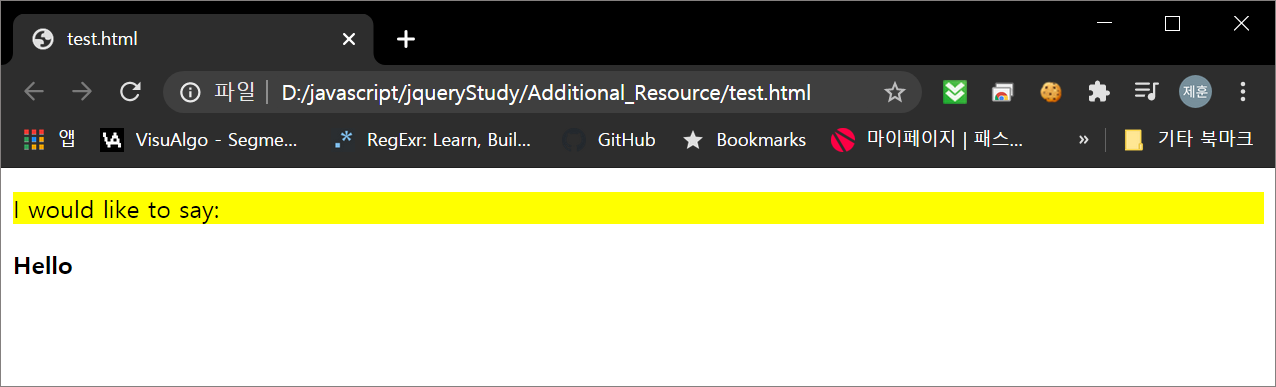 test.html
파일 D:/javascript/jqueryStudy/Additional_Resource/test.html 제훈
앱 VisuAlgo - Segme... RegExr: Learn, Buil... GitHub Bookmarks 마이페이지 | 패스... » 기타 북마크
I would like to say:
Hello